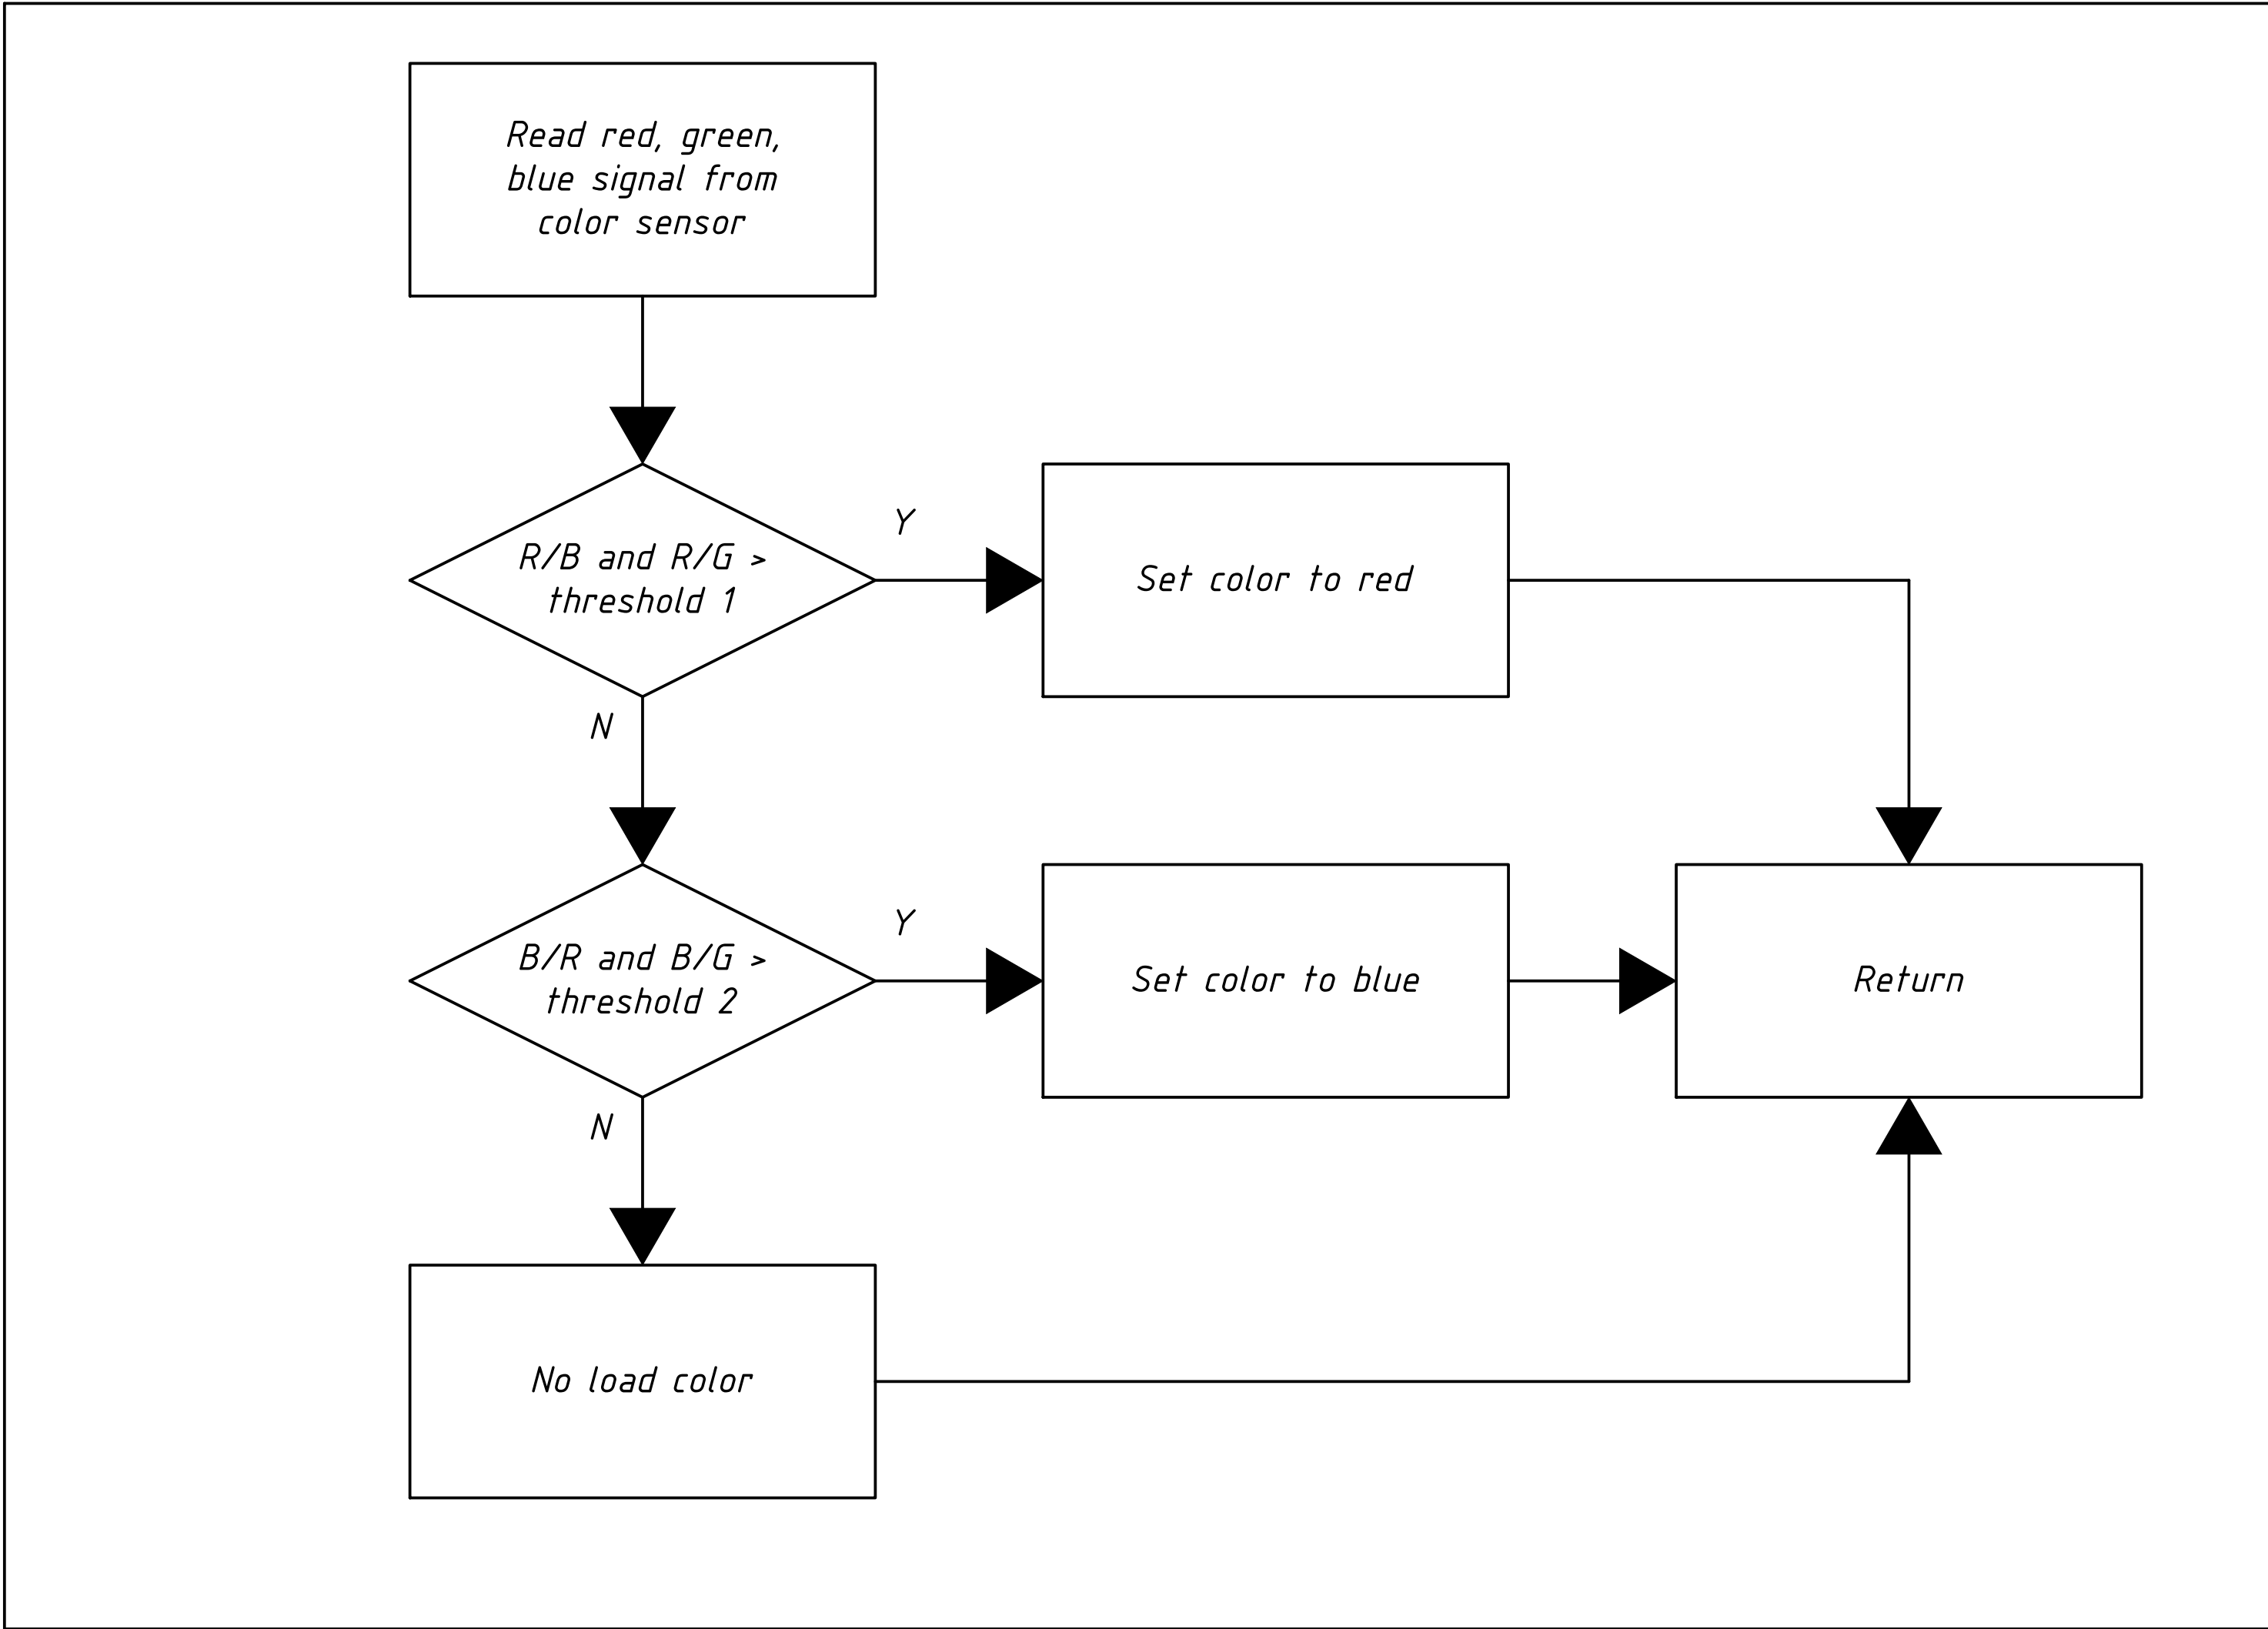 Read red, green,
blue signal from
color sensor
R/B and R/G >
threshold 1
Y
Set color to red
N
B/R and B/G >
threshold 2
Y
Set color to blue
Return
N
No load color